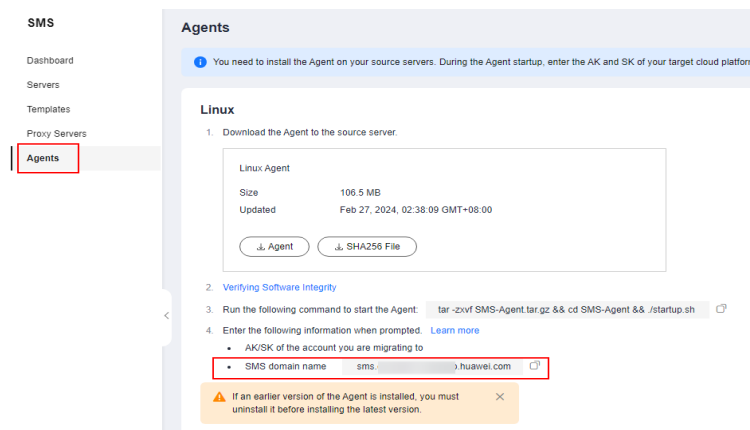 SMS
Dashboard
Servers
Templates
Proxy Servers
Agents
Agents
You need to install the Agent on your source servers. During the Agent startup, enter the AK and SK of your target cloud platfor
Linux
1. Download the Agent to the source server.
Linux Agent
Size 106.5 MB
Updated Feb 27, 2024, 02:38:09 GMT+08:00
Agent SHA256 File
2. Verifying Software Integrity
3. Run the following command to start the Agent: tar -zxvf SMS-Agent.tar.gz && cd SMS-Agent && ./startup.sh
4. Enter the following information when prompted. Learn more
• AK/SK of the account you are migrating to
• SMS domain name sms. .huawei.com
If an earlier version of the Agent is installed, you must
uninstall it before installing the latest version.